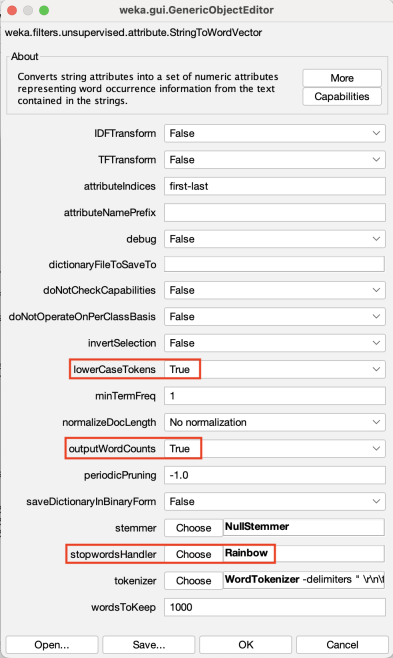 weka.gui.GenericObjectEditor
weka.filters.unsupervised.attribute.StringToWordVector
About
Converts string attributes into a set of numeric attributes
representing word occurrence information from the text
contained in the strings.
More
Capabilities
IDFTransform False
TFTransform False
attributeIndices first-last
attributeNamePrefix
debug False
dictionaryFileToSaveTo
doNotCheckCapabilities False
doNotOperateOnPerClassBasis False
invertSelection False
lowerCaseTokens True
minTermFreq 1
normalizeDocLength No normalization
outputWordCounts True
periodicPruning -1.0
saveDictionaryInBinaryForm False
stemmer Choose NullStemmer
stopwordsHandler Choose Rainbow
tokenizer Choose WordTokenizer -delimiters " \r\n\t
wordsToKeep 1000
Open... Save... OK Cancel